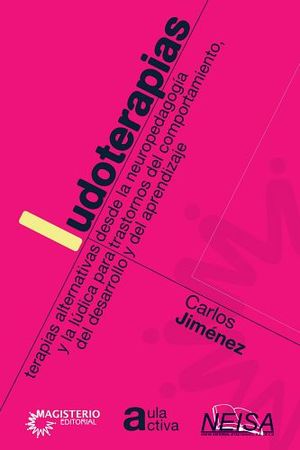 ludoterapias
terapias alternativas desde la neuropedagogía
y la lúdica para trastornos del comportamiento,
del desarrollo y del aprendizaje
Carlos
Jiménez
MAGISTERIO
EDITORIAL
aula
activa
NEISA